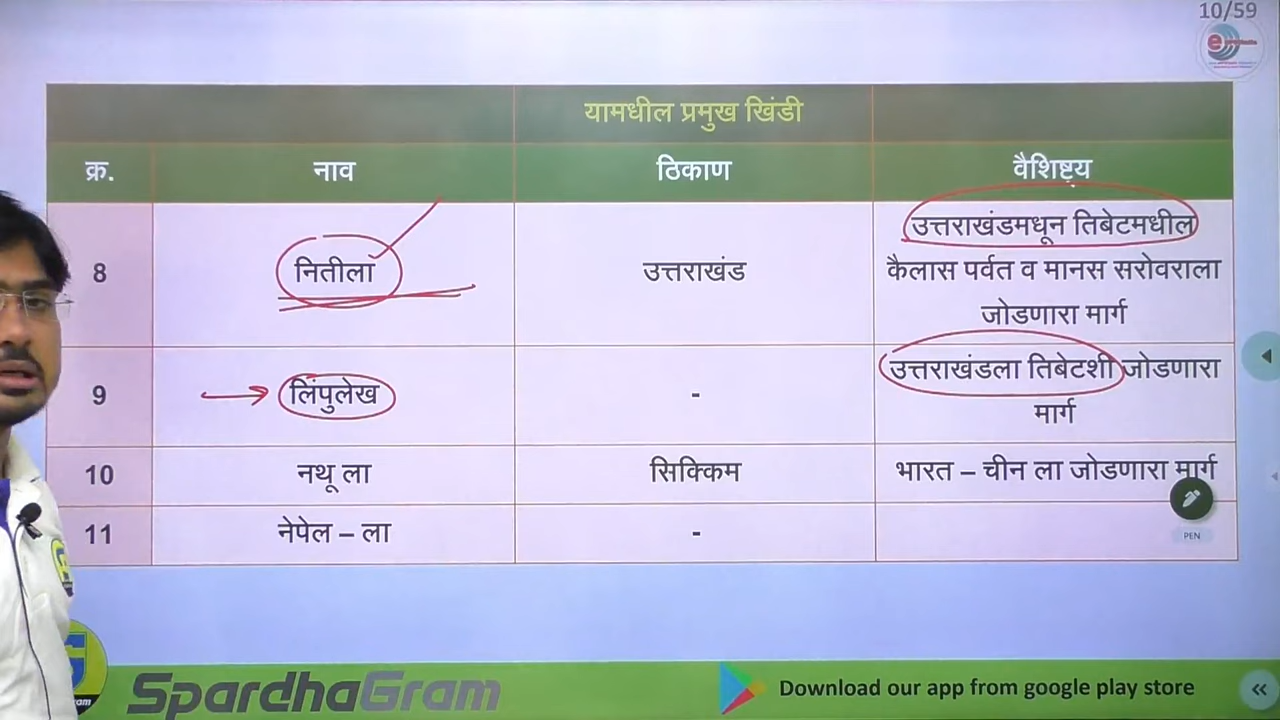 10/59
यामधील प्रमुख खिंडी
क्र. नाव ठिकाण वैशिष्ट्य
8 नितीला उत्तराखंड उत्तराखंडमधून तिबेटमधील
कैलास पर्वत व मानस सरोवराला
जोडणारा मार्ग
9 लिंपुलेख - उत्तराखंडला तिबेटशी जोडणारा
मार्ग
10 नथू ला सिक्किम भारत – चीन ला जोडणारा मार्ग
11 नेपेल – ला -
PEN
SpardhaGram
Download our app from google play store